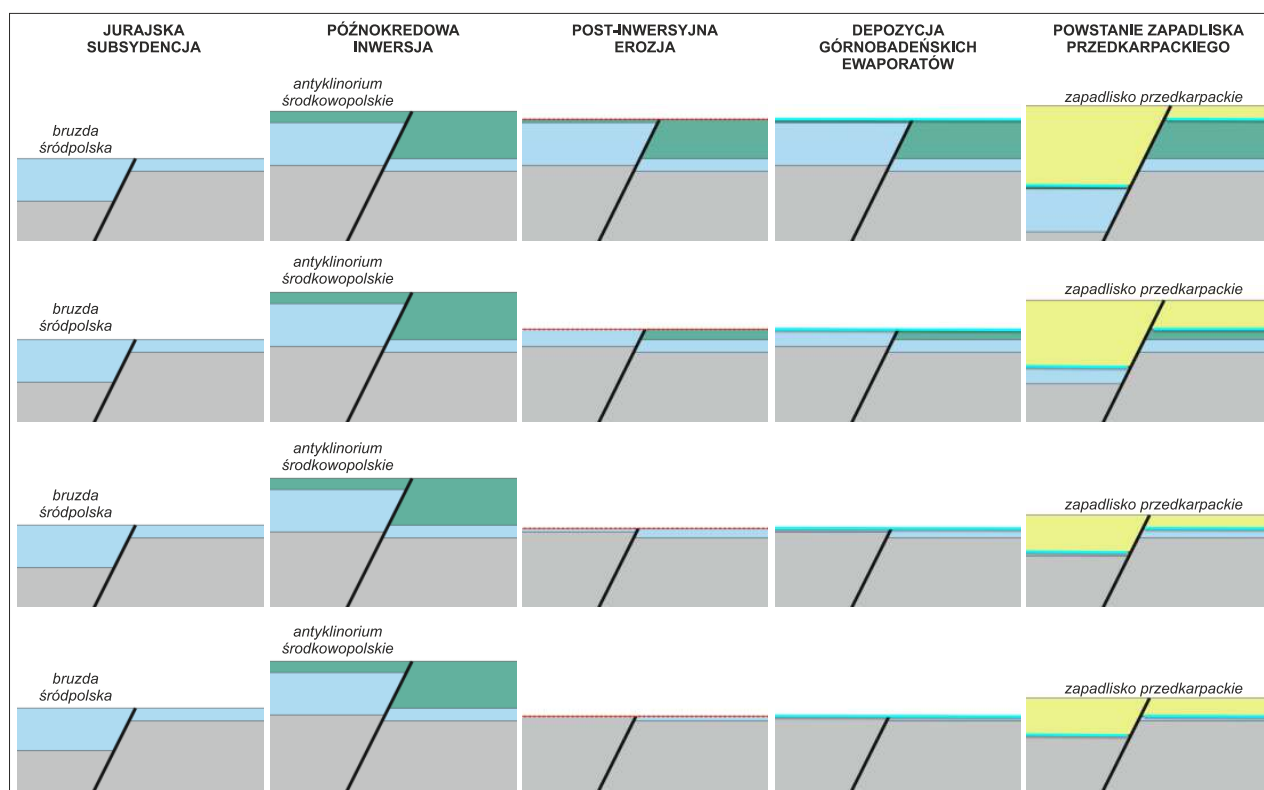 JURAJSKA
SUBSYDENCJA
PÓŹNOKREDOWA
INWERSJA
POST-INWERSYJNA
EROZJA
DEPOZYCJA
GÓRNOBADEŃSKICH
EWAPORATÓW
POWSTANIE ZAPADLISKA
PRZEDKARPACKIEGO
bruzda
śródpolska
antyklinorium
środkowopolskie
zapadlisko przedkarpackie
bruzda
śródpolska
antyklinorium
środkowopolskie
zapadlisko przedkarpackie
bruzda
śródpolska
antyklinorium
środkowopolskie
zapadlisko przedkarpackie
bruzda
śródpolska
antyklinorium
środkowopolskie
zapadlisko przedkarpackie